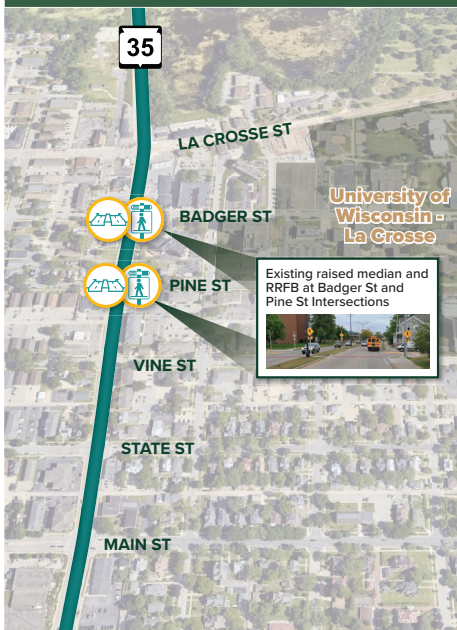 35
LA CROSSE ST
University of
Wisconsin -
La Crosse
BADGER ST
Existing raised median and
RRFB at Badger St and
Pine St Intersections
PINE ST
VINE ST
STATE ST
MAIN ST